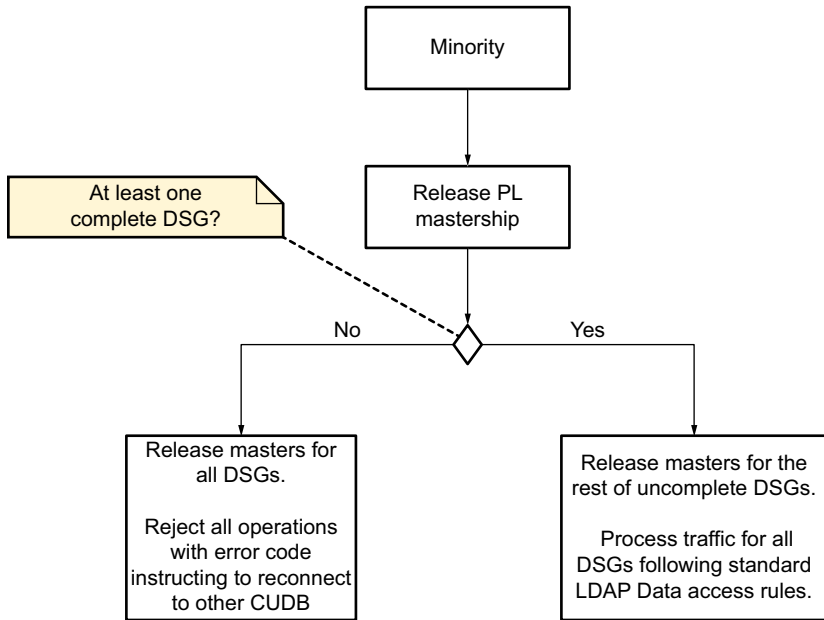 Minority
At least one
complete DSG?
Release PL
mastership
No
Yes
Release masters for
all DSGs.
Reject all operations
with error code
instructing to reconnect
to other CUDB
Release masters for the
rest of uncomplete DSGs.
Process traffic for all
DSGs following standard
LDAP Data access rules.